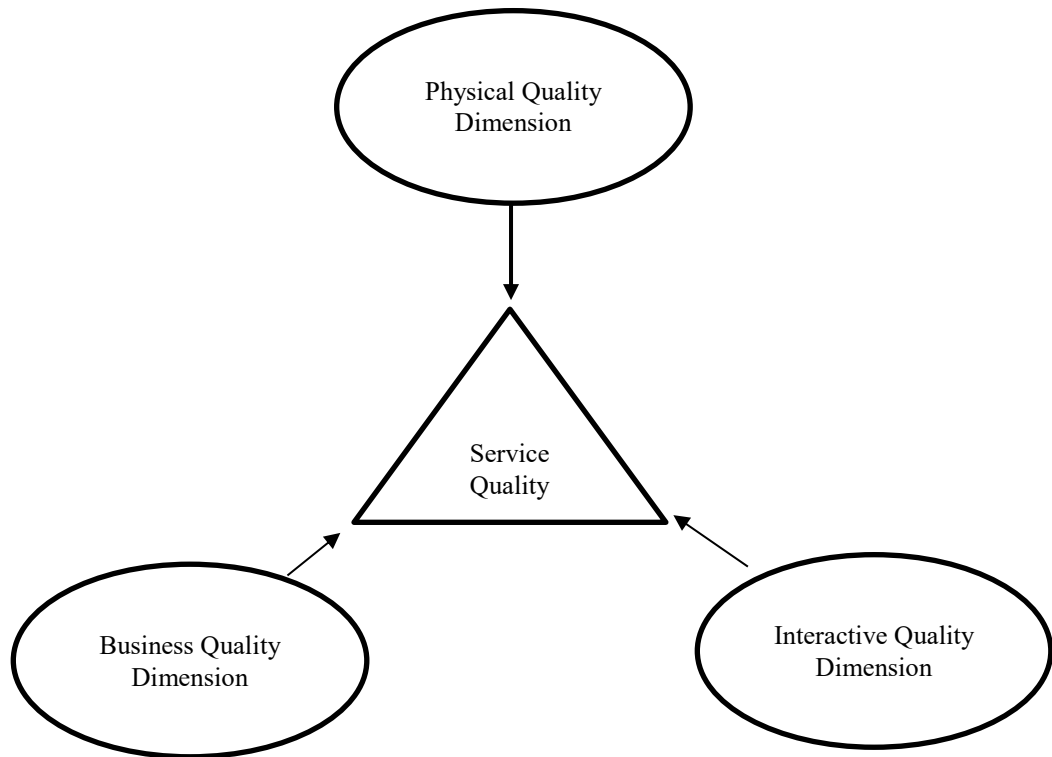 Physical Quality
Dimension
Service
Quality
Business Quality
Dimension
Interactive Quality
Dimension